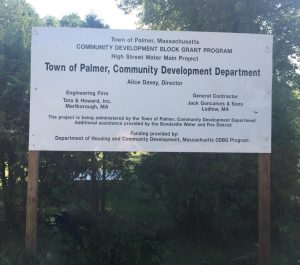 Town of Palmer, Massachusetts
COMMUNITY DEVELOPMENT BLOCK GRANT PROGRAM
High Street Water Main Project
Town of Palmer, Community Development Department
Alice Davey, Director
Engineering Firm
Tata & Howard, Inc.
Marlborough, MA
General Contractor
Jack Goncalves & Sons
Ludlow, MA
The project is being administered by the Town of Palmer, Community Development Department
Additional assistance provided by the Bondsville Water and Fire District
Funding provided by:
Department of Housing and Community Development, Massachusetts CDBG Program